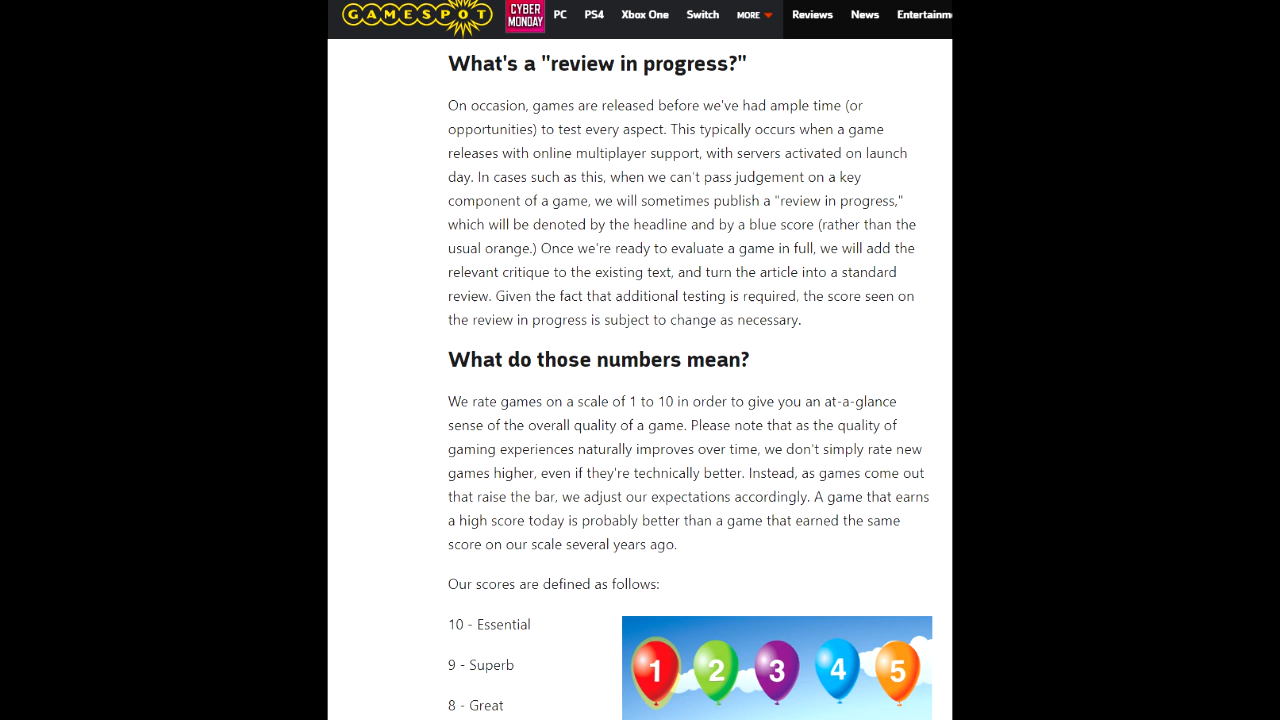 GAMESPOT CYBER MONDAY PC PS4 Xbox One Switch MORE Reviews News Entertainm
What's a "review in progress?"
On occasion, games are released before we've had ample time (or
opportunities) to test every aspect. This typically occurs when a game
releases with online multiplayer support, with servers activated on launch
day. In cases such as this, when we can't pass judgement on a key
component of a game, we will sometimes publish a "review in progress,"
which will be denoted by the headline and by a blue score (rather than the
usual orange.) Once we're ready to evaluate a game in full, we will add the
relevant critique to the existing text, and turn the article into a standard
review. Given the fact that additional testing is required, the score seen on
the review in progress is subject to change as necessary.
What do those numbers mean?
We rate games on a scale of 1 to 10 in order to give you an at-a-glance
sense of the overall quality of a game. Please note that as the quality of
gaming experiences naturally improves over time, we don't simply rate new
games higher, even if they're technically better. Instead, as games come out
that raise the bar, we adjust our expectations accordingly. A game that earns
a high score today is probably better than a game that earned the same
score on our scale several years ago.
Our scores are defined as follows:
10 - Essential
9 - Superb
8 - Great
1 2 3 4 5